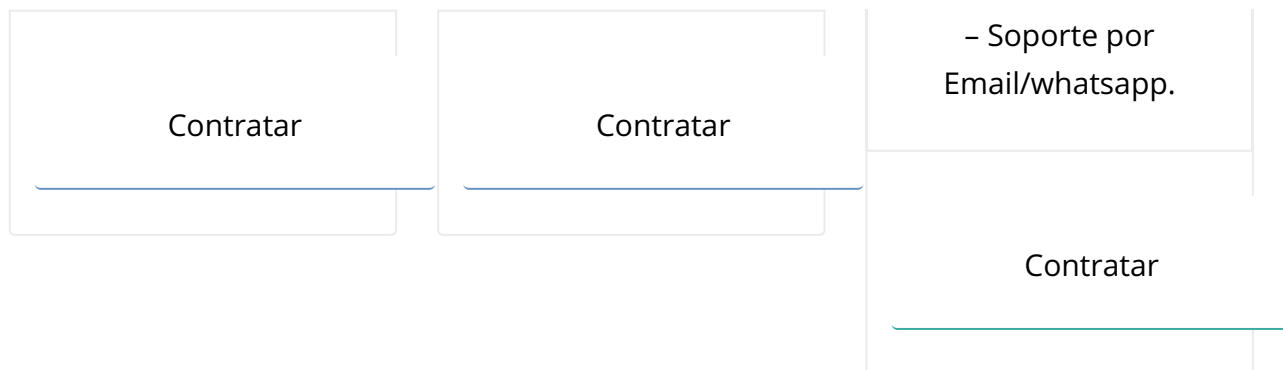 – Soporte por
Email/whatsapp.
Contratar
Contratar
Contratar